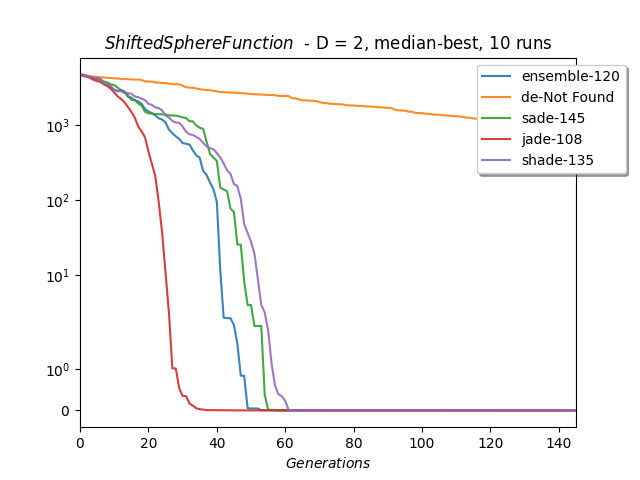 ShiftedSphereFunction - D = 2, median-best, 10 runs
ensemble-120
de-Not Found
sade-145
jade-108
shade-135
10³
10²
10¹
10⁰
0
0 20 40 60 80 100 120 140
Generations